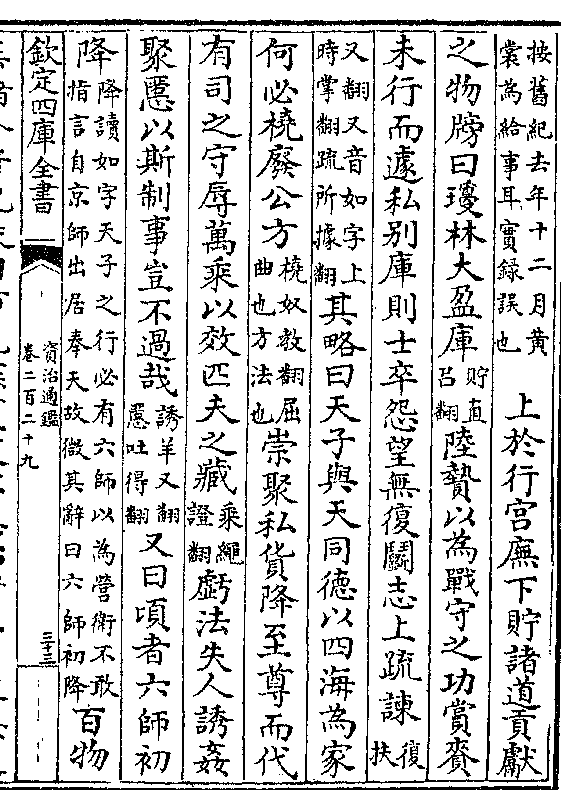 按舊紀去年十二月黃裳為給事耳實錄誤也 上於行宮廡下貯諸道貢獻
之物牓曰瓊林大盈庫貯直呂翻陸贄以為戰守之功賞賚
未行而遽私别庫則士卒怨望無復鬭志上疏諫復扶
又翻又音如字上時掌翻疏所據翻其略曰天子與天同德以四海為家
何必橈廢公方橈奴教翻屈曲也方法也崇聚私貨降至尊而代
有司之守辱萬乘以效匹夫之藏乘繩證翻虧法失人誘姦
聚慝以斯制事豈不過哉誘羊又翻慝吐得翻又曰頃者六師初
降降讀如字天子之行必有六師以為營衛不敢指言自京師出居奉天故微其辭曰六師初降百物
欽定四庫全書 資治通鑑卷二百二十九 三十三